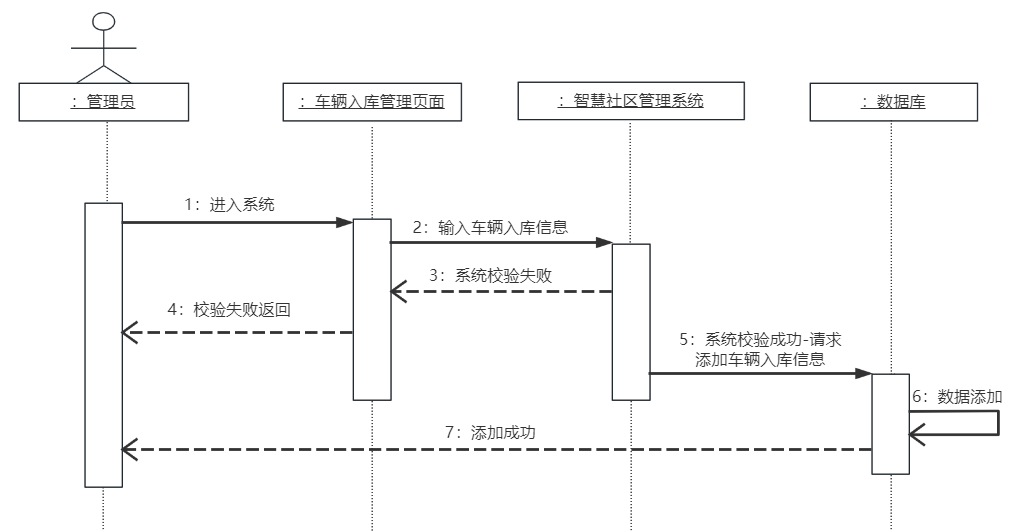 ：管理员
：车辆入库管理页面
：智慧社区管理系统
：数据库
1：进入系统
2：输入车辆入库信息
3：系统校验失败
4：校验失败返回
5：系统校验成功-请求
添加车辆入库信息
6：数据添加
7：添加成功